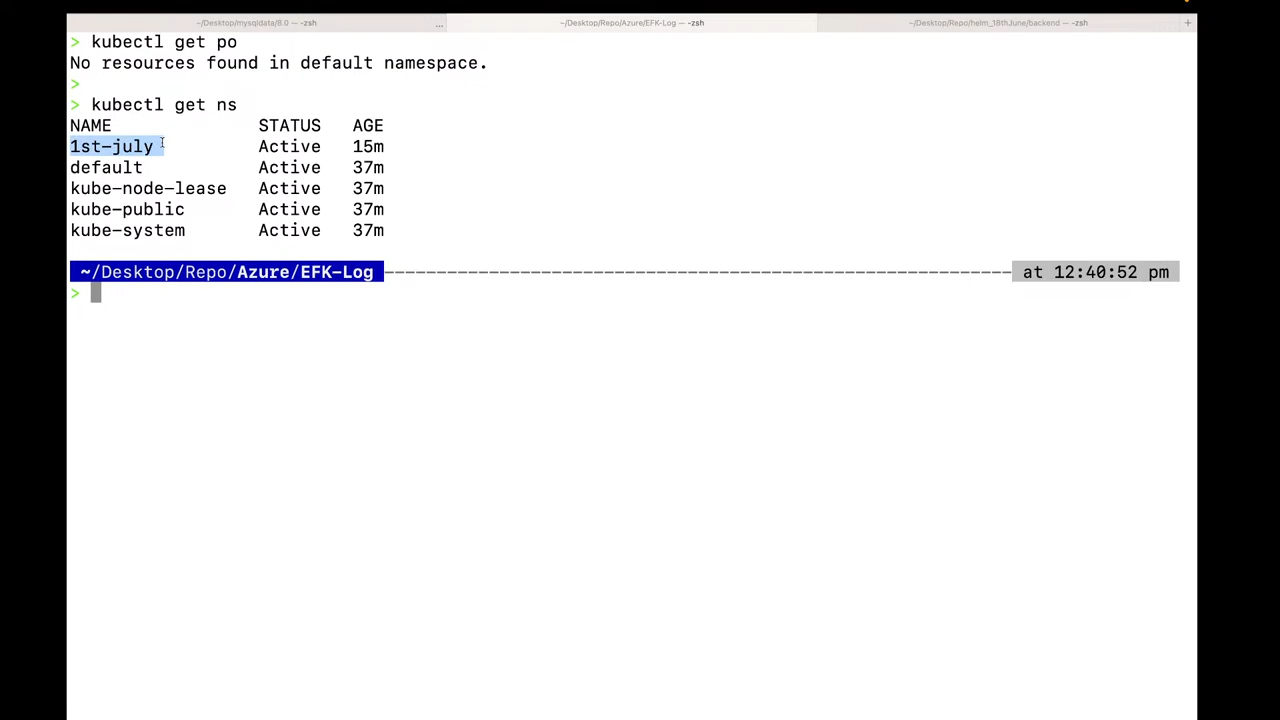 ~/Desktop/mysqldata/8.0 — -zsh ... ~/Desktop/Repo/Azure/EFK-Log — -zsh ~/Desktop/Repo/helm_18thJune/backend — -zsh +
> kubectl get po
No resources found in default namespace.
>
> kubectl get ns
NAME STATUS AGE
1st-july Active 15m
default Active 37m
kube-node-lease Active 37m
kube-public Active 37m
kube-system Active 37m
~/Desktop/Repo/Azure/EFK-Log at 12:40:52 pm
>